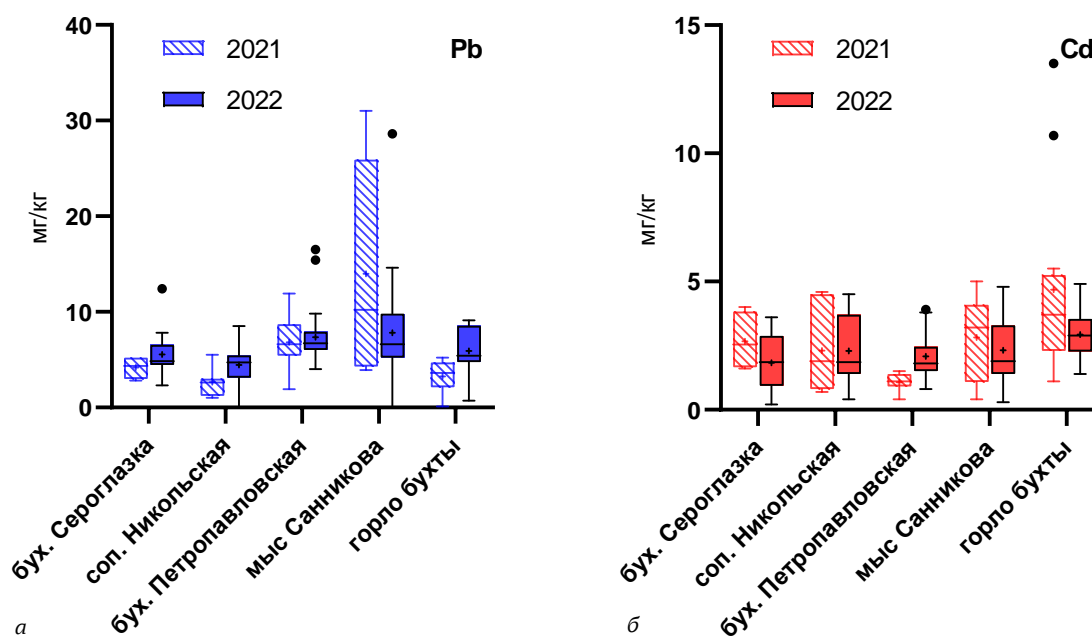 40
30
20
10
0
мг/кг
2021
2022
Pb
бух. Сероглазка
соп. Никольская
бух. Петропавловская
мыс Санникова
горло бухты
а
15
10
5
0
мг/кг
2021
2022
Cd
бух. Сероглазка
соп. Никольская
бух. Петропавловская
мыс Санникова
горло бухты
б